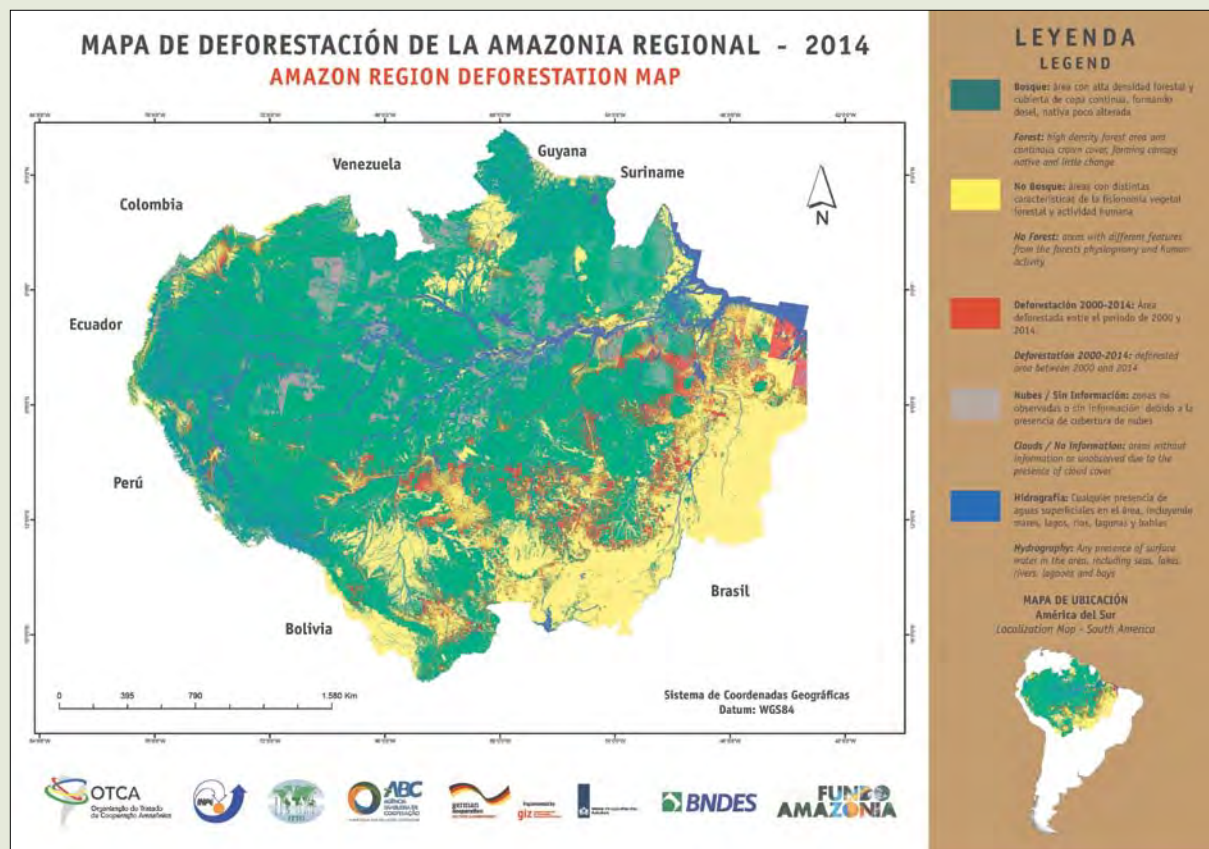 MAPA DE DEFORESTACIÓN DE LA AMAZONIA REGIONAL - 2014
AMAZON REGION DEFORESTATION MAP
Venezuela
Guyana
Suriname
Colombia
Ecuador
Perú
Bolivia
Brasil
N
0 395 790 1.580 Km
Sistema de Coordenadas Geográficas
Datum: WGS84
LEYENDA
LEGEND
Bosque: área con alta densidad forestal y
cubierta de copa continua, formando
dosel, nativa poco alterada
Forest: high density forest area and
continous crown cover, forming canopy,
native and little change
No Bosque: áreas con distintas
características de la fisionomía vegetal
forestal y actividad humana
No Forest: areas with different features
from the forests physiognomy and human
activity
Deforestación 2000-2014: Área
deforestada entre el periodo de 2000 y
2014
Deforestation 2000-2014: deforested
area between 2000 and 2014
Nubes / Sin Información: zonas no
observadas o sin información debido a la
presencia de cobertura de nubes
Clouds / No Information: areas without
information or unobserved due to the
presence of cloud cover
Hidrografía: Cualquier presencia de
aguas superficiales en el área, incluyendo
mares, lagos, ríos, lagunas y bahías
Hydrography: Any presence of surface
water in the area, including seas, lakes,
rivers, lagoons and bays
MAPA DE UBICACIÓN
América del Sur
Localization Map - South America
OTCA
Organização do Tratado
de Cooperação Amazônica
INPE
ABC
AGÊNCIA
BRASILEIRA DE
COOPERAÇÃO
german
cooperation
giz
BNDES
FUNDO
AMAZÔNIA